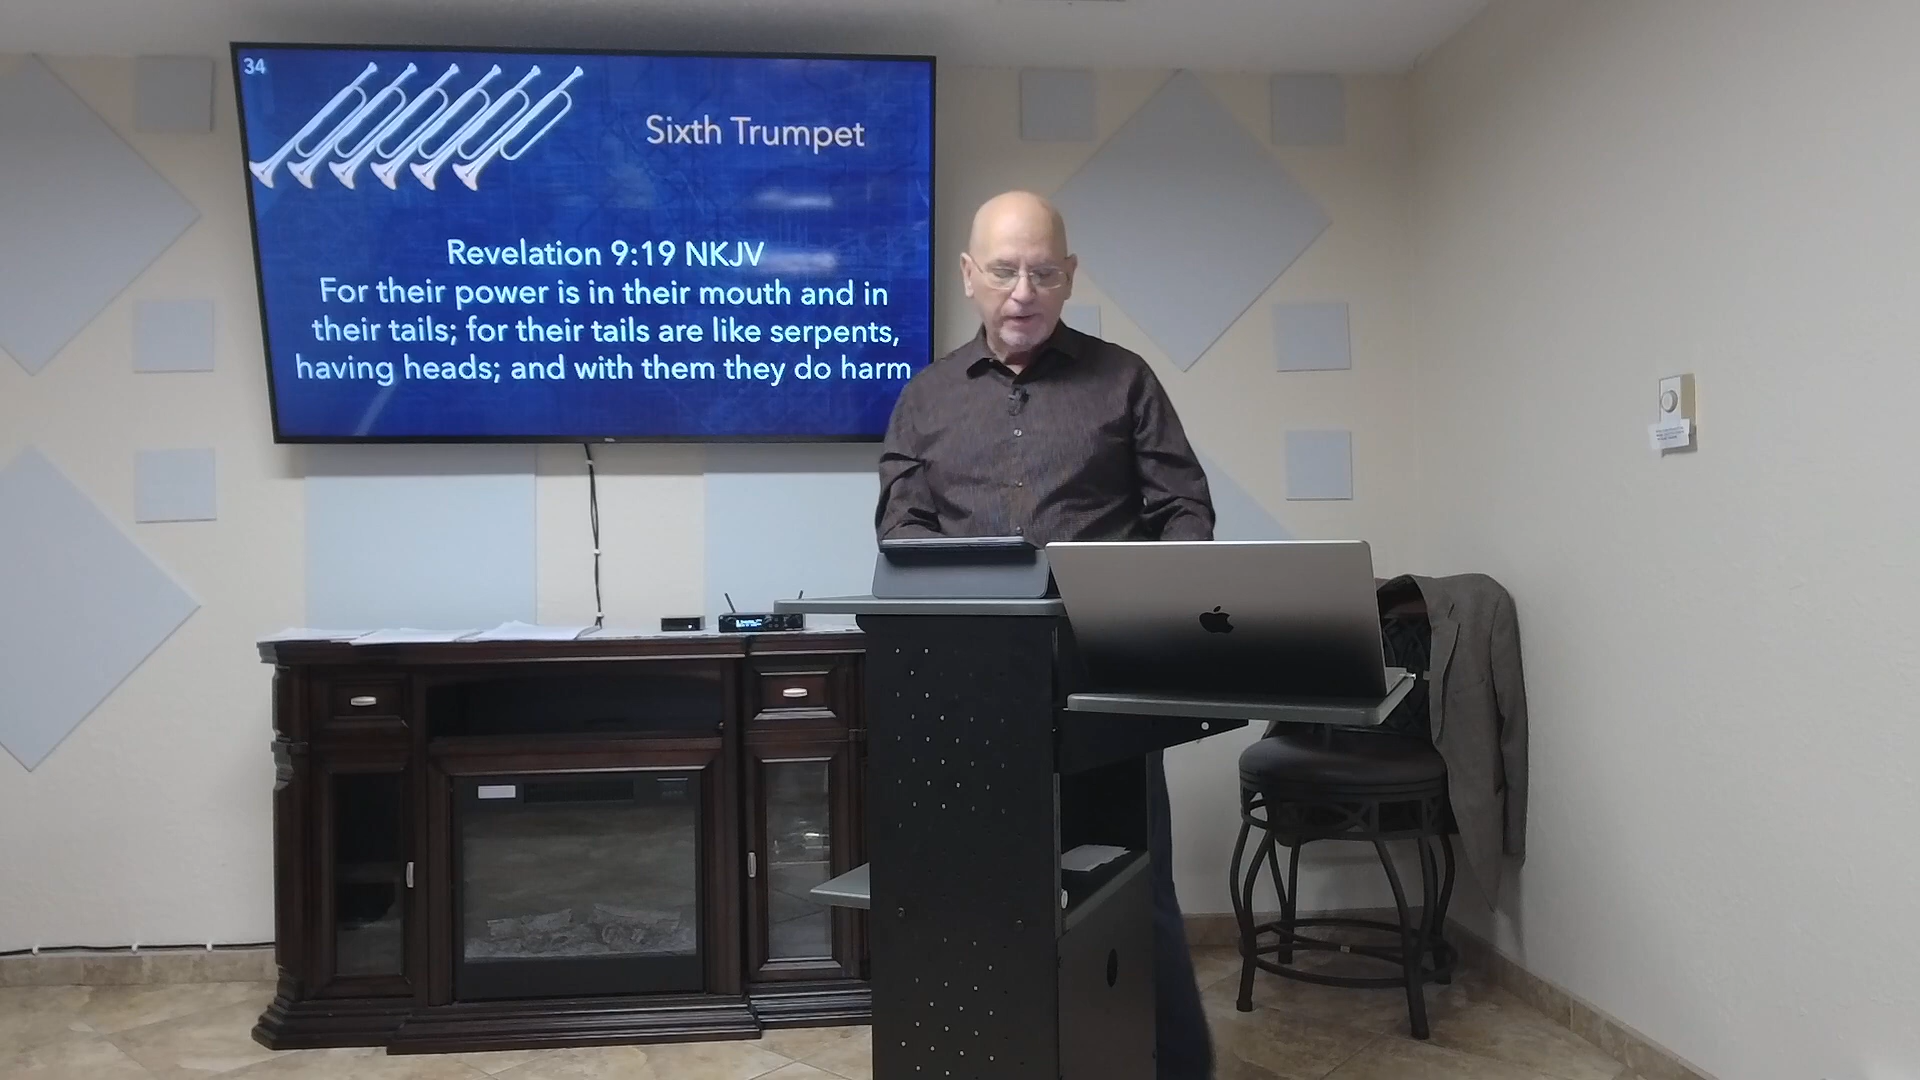 34
Sixth Trumpet
Revelation 9:19 NKJV
For their power is in their mouth and in
their tails; for their tails are like serpents,
having heads; and with them they do harm